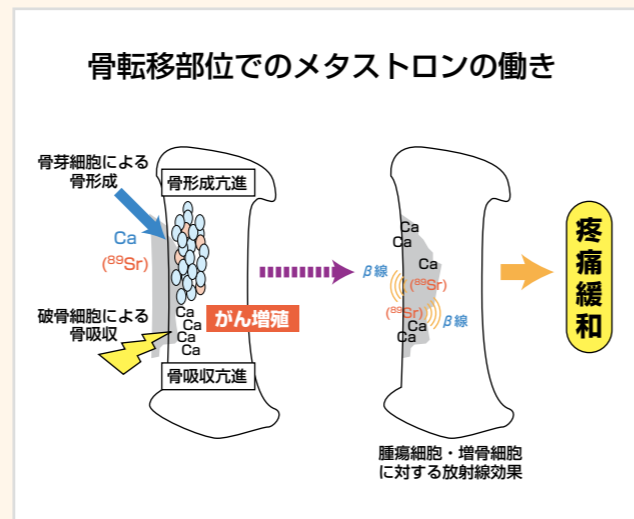 骨転移部位でのメタストロンの働き
骨芽細胞による
骨形成
骨形成亢進
Ca
(⁸⁹Sr)
破骨細胞による
骨吸収
Ca
Ca
Ca
Ca
がん増殖
骨吸収亢進
Ca
Ca
Ca
β線
(⁸⁹Sr)
(⁸⁹Sr)
β線
Ca
Ca
腫瘍細胞・増骨細胞
に対する放射線効果
疼痛緩和